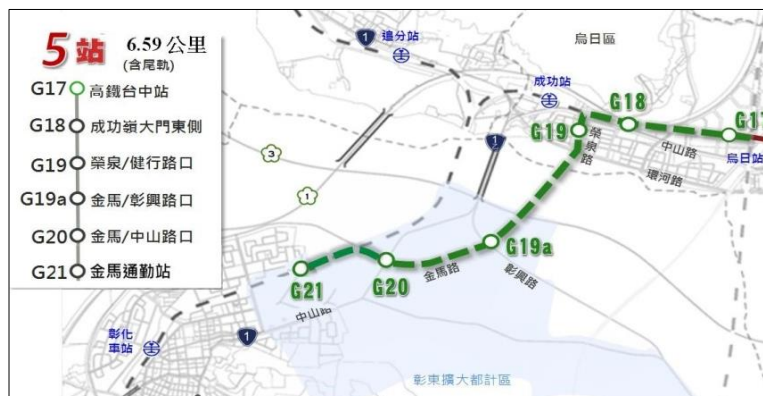 5站 6.59公里
(含尾軌)
G17 高鐵台中站
G18 成功嶺大門東側
G19 榮泉/健行路口
G19a 金馬/彰興路口
G20 金馬/中山路口
G21 金馬通勤站
1
追分站
烏日區
成功站
G18
G17
G19
榮泉路
中山路
烏日站
環河路
1
3
1
G19a
G20
G21
金馬路
彰興路
中山路
1
彰化
車站
彰東擴大都計區